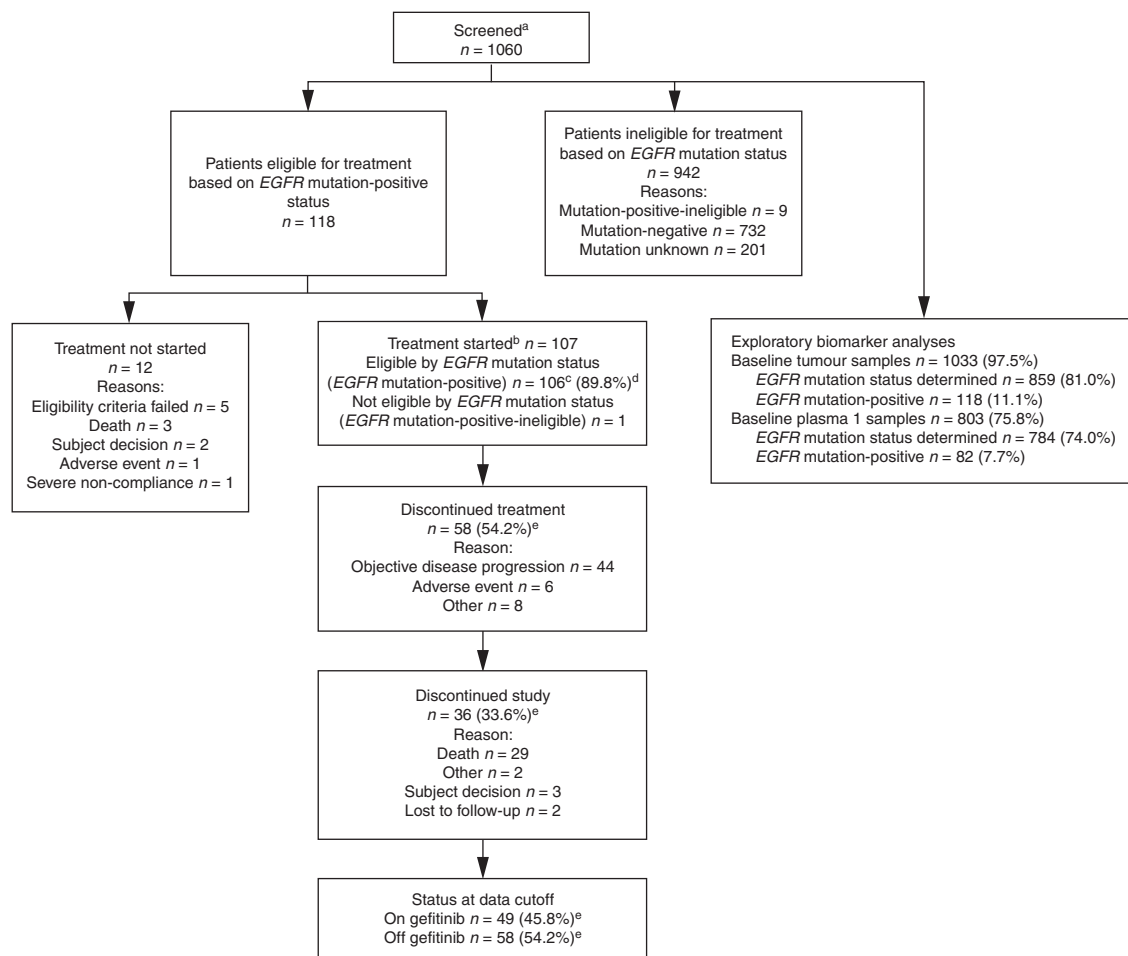 Screenedᵃ
n = 1060
Patients eligible for treatment
based on EGFR mutation-positive
status
n = 118
Patients ineligible for treatment
based on EGFR mutation status
n = 942
Reasons:
Mutation-positive-ineligible n = 9
Mutation-negative n = 732
Mutation unknown n = 201
Treatment not started
n = 12
Reasons:
Eligibility criteria failed n = 5
Death n = 3
Subject decision n = 2
Adverse event n = 1
Severe non-compliance n = 1
Treatment startedᵇ n = 107
Eligible by EGFR mutation status
(EGFR mutation-positive) n = 106ᶜ (89.8%)ᵈ
Not eligible by EGFR mutation status
(EGFR mutation-positive-ineligible) n = 1
Exploratory biomarker analyses
Baseline tumour samples n = 1033 (97.5%)
EGFR mutation status determined n = 859 (81.0%)
EGFR mutation-positive n = 118 (11.1%)
Baseline plasma 1 samples n = 803 (75.8%)
EGFR mutation status determined n = 784 (74.0%)
EGFR mutation-positive n = 82 (7.7%)
Discontinued treatment
n = 58 (54.2%)ᵉ
Reason:
Objective disease progression n = 44
Adverse event n = 6
Other n = 8
Discontinued study
n = 36 (33.6%)ᵉ
Reason:
Death n = 29
Other n = 2
Subject decision n = 3
Lost to follow-up n = 2
Status at data cutoff
On gefitinib n = 49 (45.8%)ᵉ
Off gefitinib n = 58 (54.2%)ᵉ